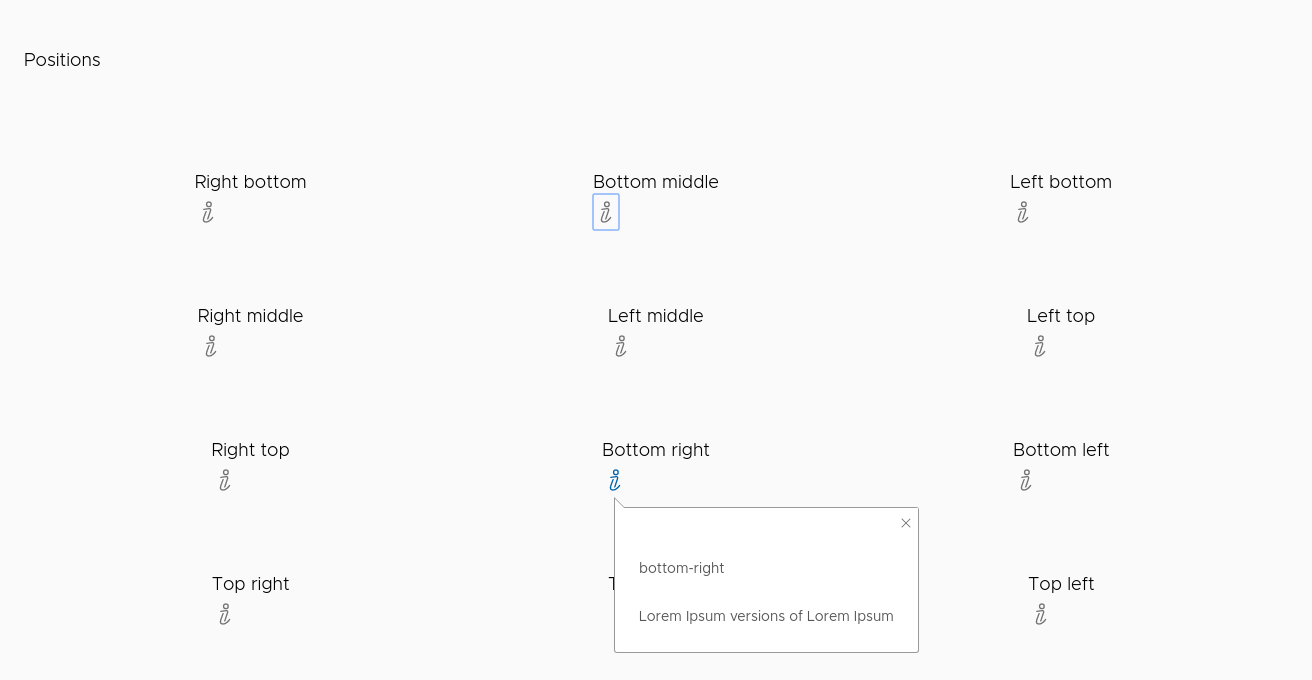 Positions
Right bottom
Bottom middle
Left bottom
Right middle
Left middle
Left top
Right top
Bottom right
Bottom left
bottom-right
Top right
Top left
Lorem Ipsum versions of Lorem Ipsum